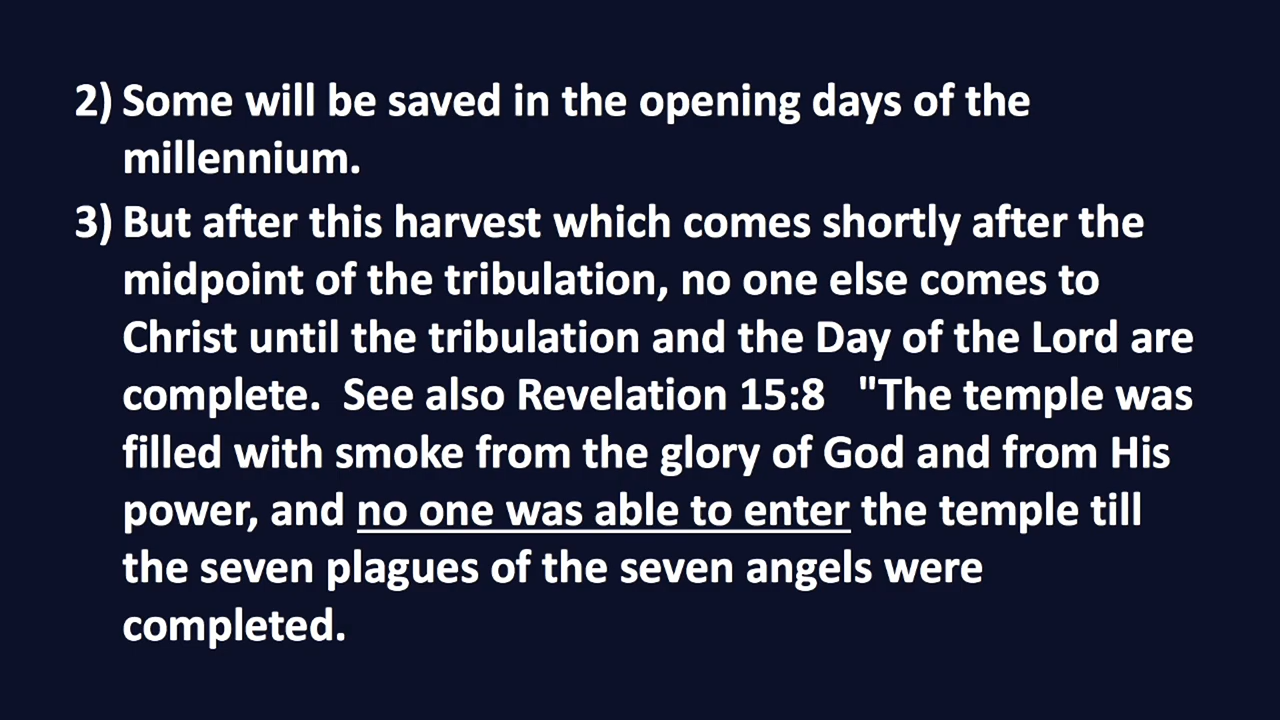 2) Some will be saved in the opening days of the
millennium.
3) But after this harvest which comes shortly after the
midpoint of the tribulation, no one else comes to
Christ until the tribulation and the Day of the Lord are
complete.  See also Revelation 15:8   "The temple was
filled with smoke from the glory of God and from His
power, and no one was able to enter the temple till
the seven plagues of the seven angels were
completed.